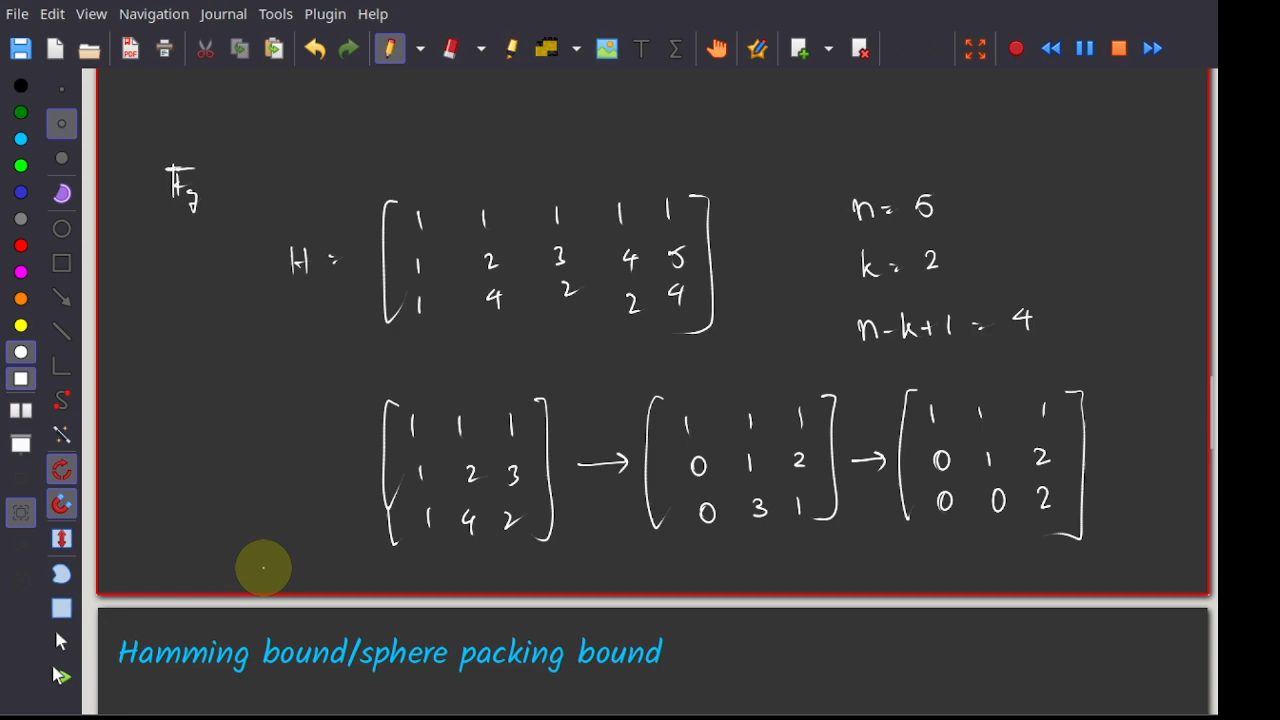 File Edit View Navigation Journal Tools Plugin Help
H = [ 1 1 1 1 1
1 2 3 4 5
1 4 2 2 4 ]
n = 5
k = 2
n - k + 1 = 4
[ 1 1 1
1 2 3
1 4 2 ] → [ 1 1 1
0 1 2
0 3 1 ] → [ 1 1 1
0 1 2
0 0 2 ]
Hamming bound/sphere packing bound